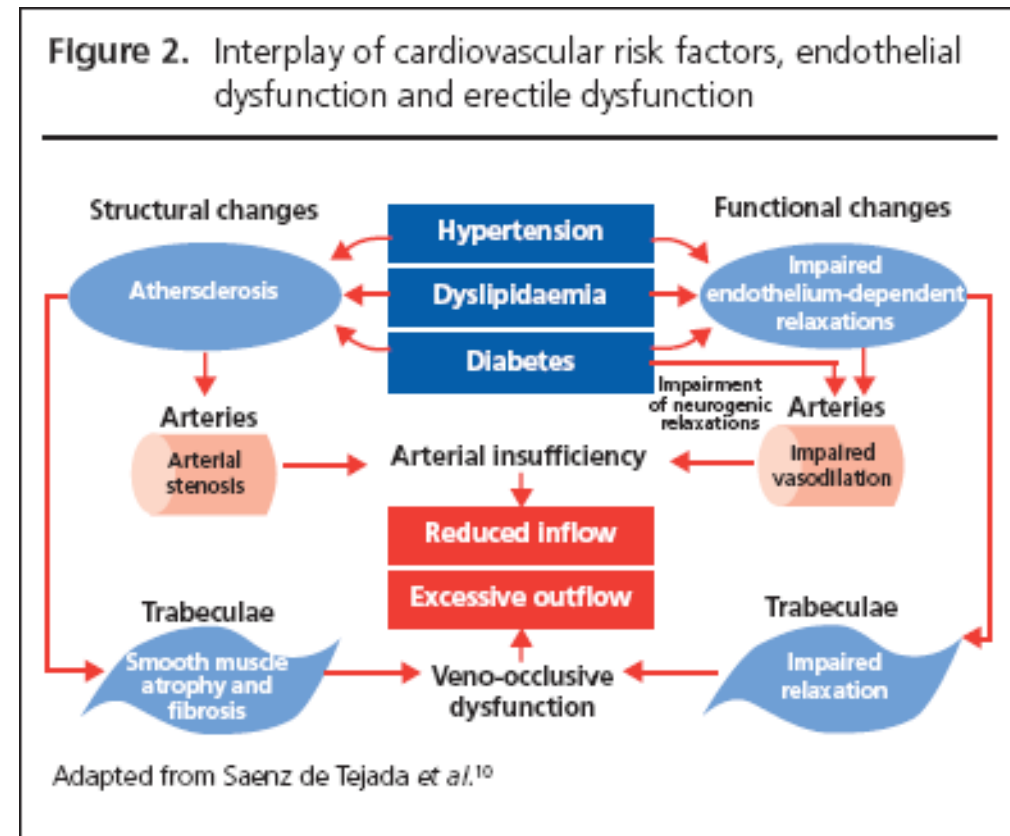 Figure 2. Interplay of cardiovascular risk factors, endothelial
dysfunction and erectile dysfunction
Structural changes
Functional changes
Hypertension
Dyslipidaemia
Diabetes
Athersclerosis
Impaired
endothelium-dependent
relaxations
Impairment
of neurogenic
relaxations
Arteries
Arterial
stenosis
Arterial insufficiency
Arteries
Impaired
vasodilation
Reduced inflow
Excessive outflow
Trabeculae
Smooth muscle
atrophy and
fibrosis
Veno-occlusive
dysfunction
Trabeculae
Impaired
relaxation
Adapted from Saenz de Tejada et al.¹⁰